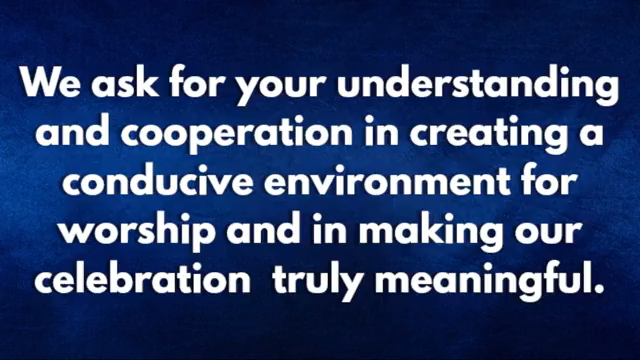 We ask for your understanding
and cooperation in creating a
conducive environment for
worship and in making our
celebration  truly meaningful.